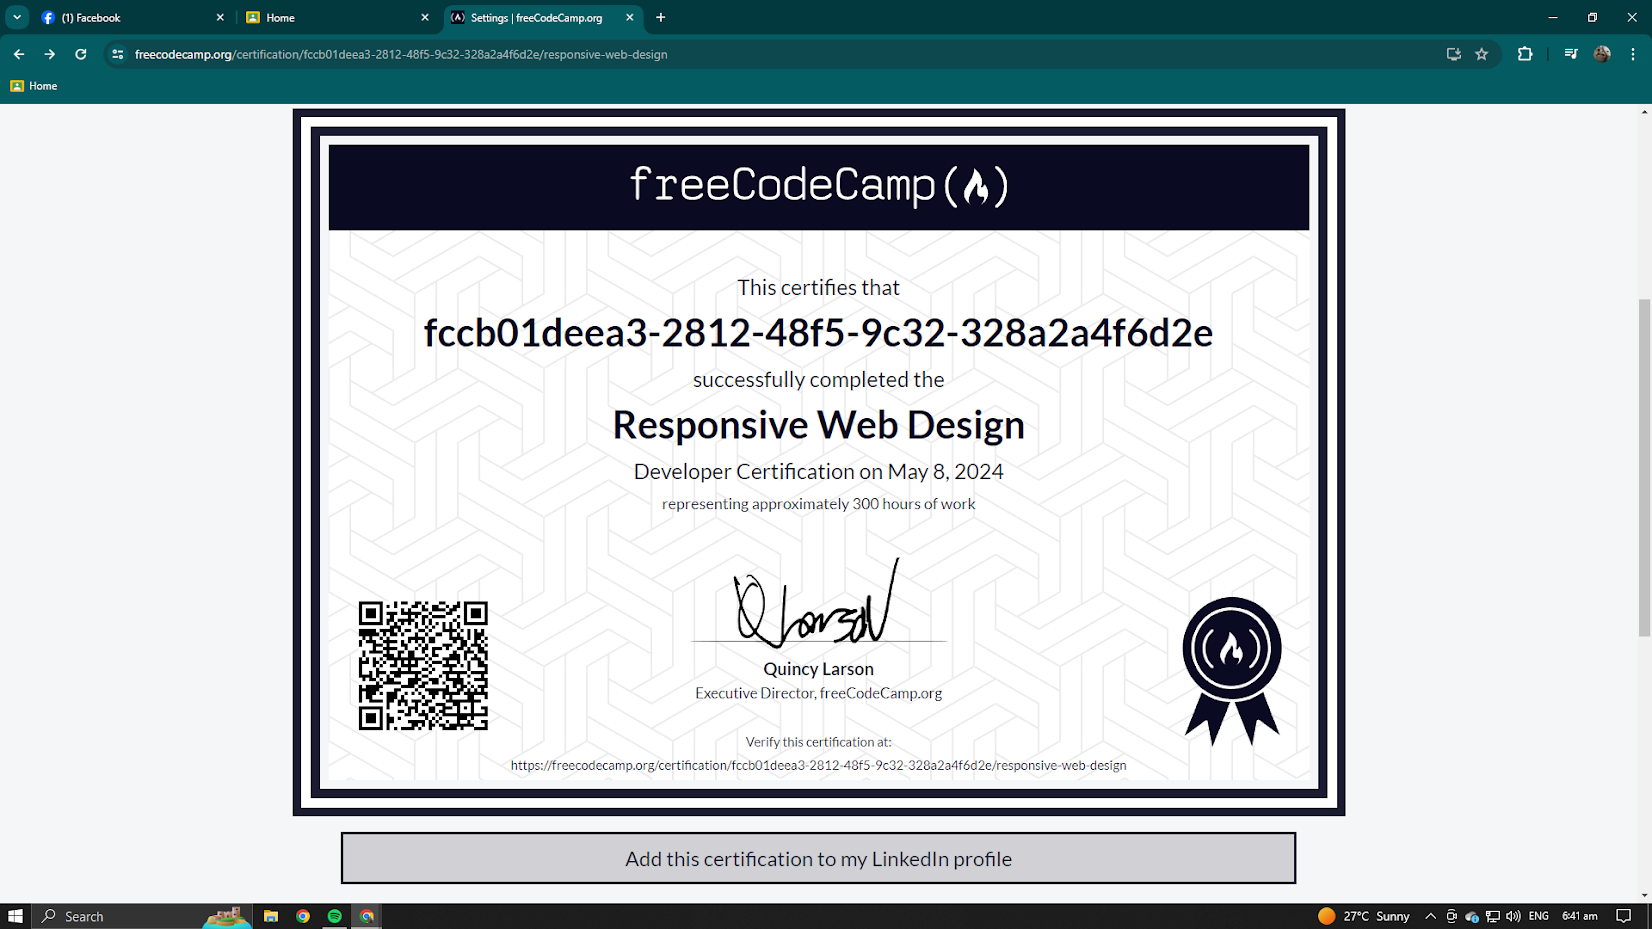 (1) Facebook
Home
Settings | freeCodeCamp.org
freecodecamp.org/certification/fccb01deea3-2812-48f5-9c32-328a2a4f6d2e/responsive-web-design
Home
freeCodeCamp
This certifies that
fccb01deea3-2812-48f5-9c32-328a2a4f6d2e
successfully completed the
Responsive Web Design
Developer Certification on May 8, 2024
representing approximately 300 hours of work
Quincy Larson
Executive Director, freeCodeCamp.org
Verify this certification at:
https://freecodecamp.org/certification/fccb01deea3-2812-48f5-9c32-328a2a4f6d2e/responsive-web-design
Add this certification to my LinkedIn profile
Search
27°C Sunny
ENG
6:41 am